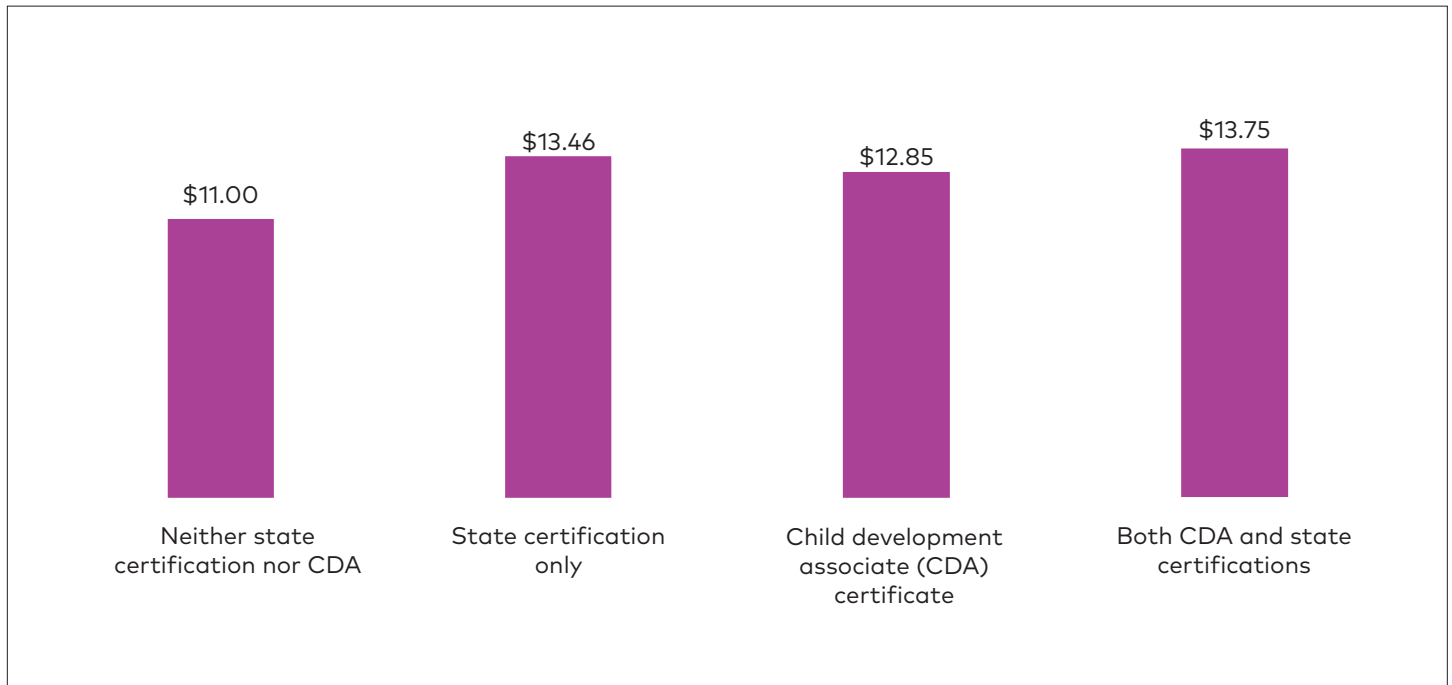 $11.00
$13.46
$12.85
$13.75
Neither state
certification nor CDA
State certification
only
Child development
associate (CDA)
certificate
Both CDA and state
certifications